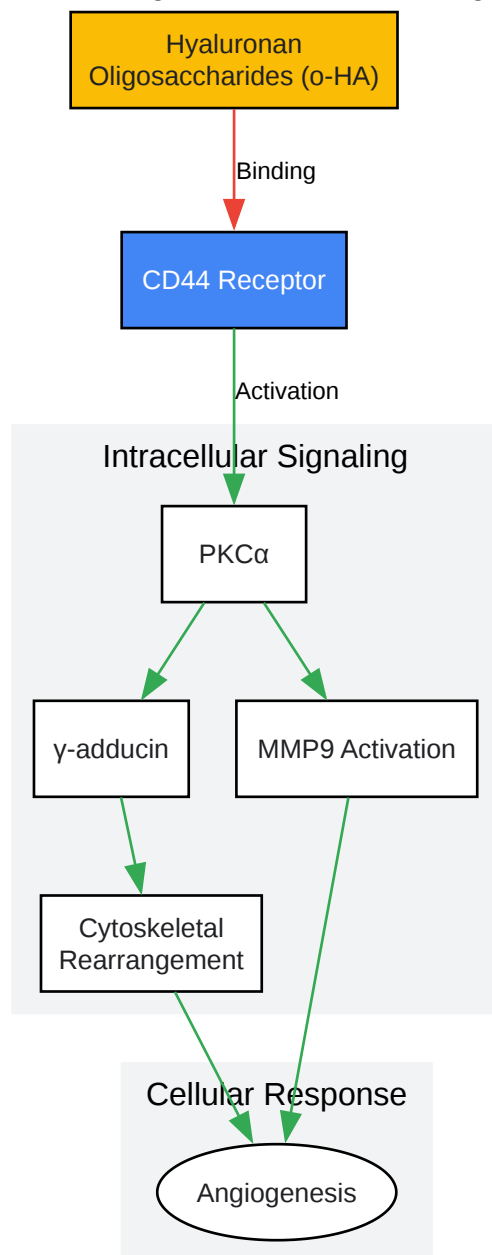 Hyaluronan
Oligosaccharides (o-HA)
Binding
CD44 Receptor
Activation
Intracellular Signaling
PKCα
γ-adducin
MMP9 Activation
Cytoskeletal
Rearrangement
Cellular Response
Angiogenesis